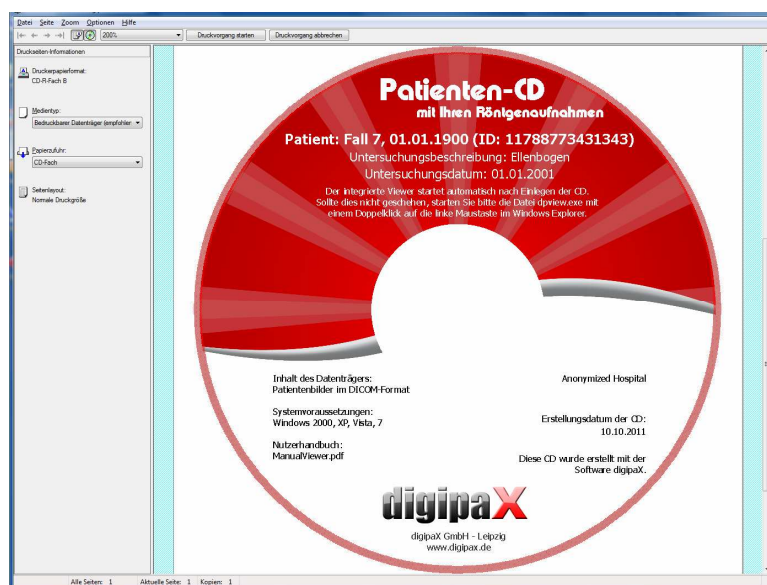 Datei Seite Zoom Optionen Hilfe
200%
Druckvorgang starten
Druckvorgang abbrechen
Druckseiten-Informationen
Druckerpapierformat:
CD-R-Fach B
Medientyp:
Bedruckbarer Datenträger (empfohlen
Papierzufuhr:
CD-Fach
Seitenlayout:
Normale Druckgröße
Patienten-CD
mit Ihren Röntgenaufnahmen
Patient: Fall 7, 01.01.1900 (ID: 11788773431343)
Untersuchungsbeschreibung: Ellenbogen
Untersuchungsdatum: 01.01.2001
Der integrierte Viewer startet automatisch nach Einlegen der CD.
Sollte dies nicht geschehen, starten Sie bitte die Datei dpview.exe mit
einem Doppelklick auf die linke Maustaste im Windows Explorer.
Inhalt des Datenträgers:
Patientenbilder im DICOM-Format
Systemvoraussetzungen:
Windows 2000, XP, Vista, 7
Nutzerhandbuch:
ManualViewer.pdf
Anonymized Hospital
Erstellungsdatum der CD:
10.10.2011
Diese CD wurde erstellt mit der
Software digipaX.
digipaX
digipaX GmbH - Leipzig
www.digipax.de
Alle Seiten: 1 Aktuelle Seite: 1 Kopien: 1